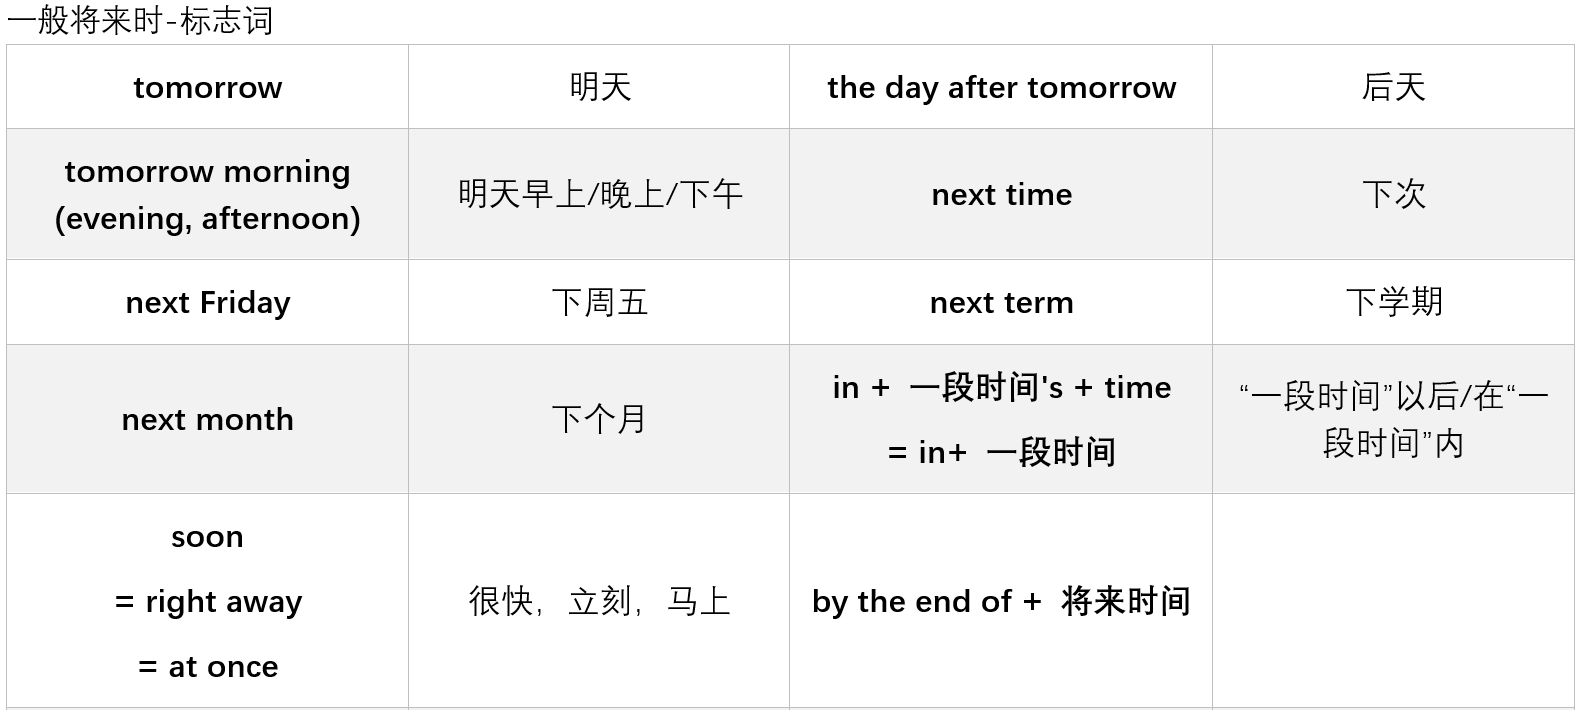 一般将来时-标志词
tomorrow
明天
the day after tomorrow
后天
tomorrow morning
(evening, afternoon)
明天早上/晚上/下午
next time
下次
next Friday
下周五
next term
下学期
next month
下个月
in + 一段时间's + time
= in+ 一段时间
“一段时间”以后/在“一
段时间”内
soon
= right away
= at once
很快，立刻，马上
by the end of + 将来时间